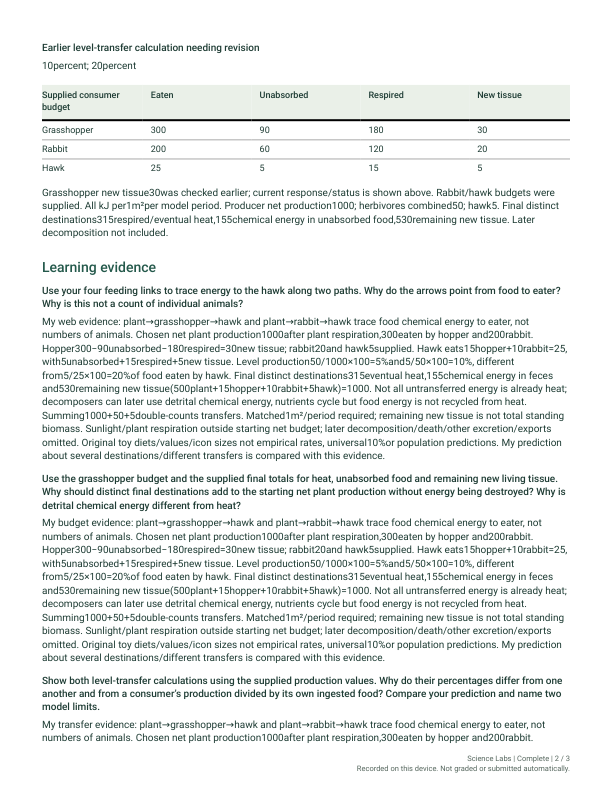 Earlier level-transfer calculation needing revision
10percent; 20percent
Supplied consumer budget Eaten Unabsorbed Respired New tissue
Grasshopper 300 90 180 30
Rabbit 200 60 120 20
Hawk 25 5 15 5
Grasshopper new tissue30was checked earlier; current response/status is shown above. Rabbit/hawk budgets were
supplied. All kJ per1m²per model period. Producer net production1000; herbivores combined50; hawk5. Final distinct
destinations315respired/eventual heat,155chemical energy in unabsorbed food,530remaining new tissue. Later
decomposition not included.
Learning evidence
Use your four feeding links to trace energy to the hawk along two paths. Why do the arrows point from food to eater?
Why is this not a count of individual animals?
My web evidence: plant→grasshopper→hawk and plant→rabbit→hawk trace food chemical energy to eater, not
numbers of animals. Chosen net plant production1000after plant respiration,300eaten by hopper and200rabbit.
Hopper300−90unabsorbed−180respired=30new tissue; rabbit20and hawk5supplied. Hawk eats15hopper+10rabbit=25,
with5unabsorbed+15respired+5new tissue. Level production50/1000×100=5%and5/50×100=10%, different
from5/25×100=20%of food eaten by hawk. Final distinct destinations315eventual heat,155chemical energy in feces
and530remaining new tissue(500plant+15hopper+10rabbit+5hawk)=1000. Not all untransferred energy is already heat;
decomposers can later use detrital chemical energy, nutrients cycle but food energy is not recycled from heat.
Summing1000+50+5double-counts transfers. Matched1m²/period required; remaining new tissue is not total standing
biomass. Sunlight/plant respiration outside starting net budget; later decomposition/death/other excretion/exports
omitted. Original toy diets/values/icon sizes not empirical rates, universal10%or population predictions. My prediction
about several destinations/different transfers is compared with this evidence.
Use the grasshopper budget and the supplied final totals for heat, unabsorbed food and remaining new living tissue.
Why should distinct final destinations add to the starting net plant production without energy being destroyed? Why is
detrital chemical energy different from heat?
My budget evidence: plant→grasshopper→hawk and plant→rabbit→hawk trace food chemical energy to eater, not
numbers of animals. Chosen net plant production1000after plant respiration,300eaten by hopper and200rabbit.
Hopper300−90unabsorbed−180respired=30new tissue; rabbit20and hawk5supplied. Hawk eats15hopper+10rabbit=25,
with5unabsorbed+15respired+5new tissue. Level production50/1000×100=5%and5/50×100=10%, different
from5/25×100=20%of food eaten by hawk. Final distinct destinations315eventual heat,155chemical energy in feces
and530remaining new tissue(500plant+15hopper+10rabbit+5hawk)=1000. Not all untransferred energy is already heat;
decomposers can later use detrital chemical energy, nutrients cycle but food energy is not recycled from heat.
Summing1000+50+5double-counts transfers. Matched1m²/period required; remaining new tissue is not total standing
biomass. Sunlight/plant respiration outside starting net budget; later decomposition/death/other excretion/exports
omitted. Original toy diets/values/icon sizes not empirical rates, universal10%or population predictions. My prediction
about several destinations/different transfers is compared with this evidence.
Show both level-transfer calculations using the supplied production values. Why do their percentages differ from one
another and from a consumer's production divided by its own ingested food? Compare your prediction and name two
model limits.
My transfer evidence: plant→grasshopper→hawk and plant→rabbit→hawk trace food chemical energy to eater, not
numbers of animals. Chosen net plant production1000after plant respiration,300eaten by hopper and200rabbit.
Science Labs | Complete | 2 / 3
Recorded on this device. Not graded or submitted automatically.